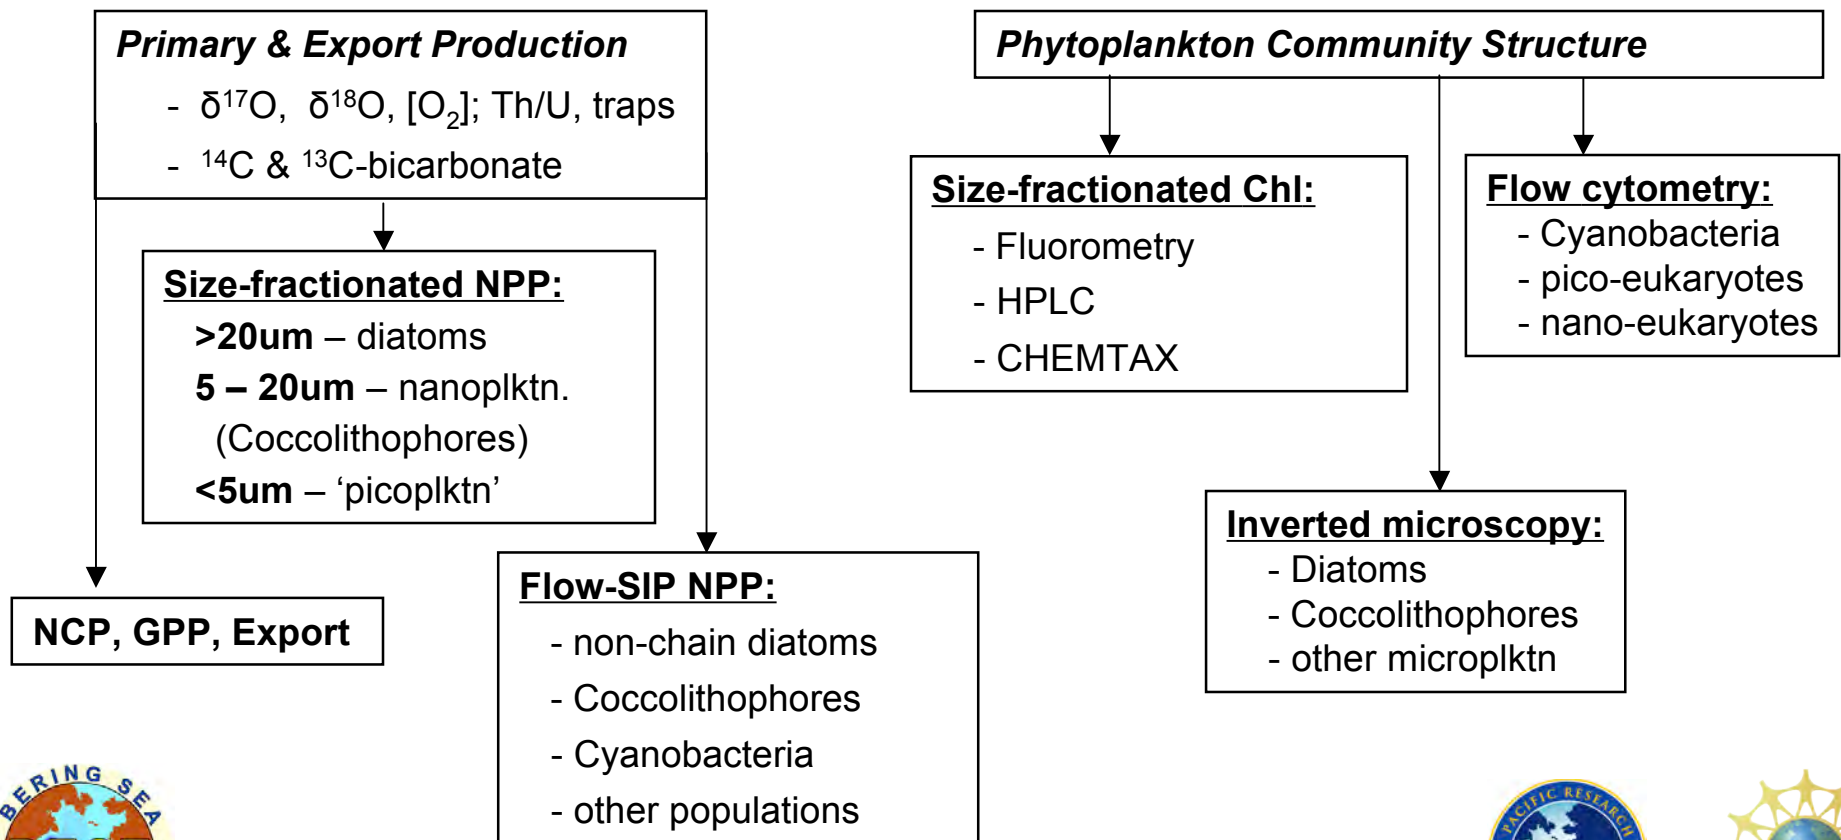 Primary & Export Production
- δ¹⁷O, δ¹⁸O, [O₂]; Th/U, traps
- ¹⁴C & ¹³C-bicarbonate
Size-fractionated NPP:
>20um – diatoms
5 – 20um – nanoplktn.
(Coccolithophores)
<5um – ‘picoplktn’
NCP, GPP, Export
Flow-SIP NPP:
- non-chain diatoms
- Coccolithophores
- Cyanobacteria
- other populations
Phytoplankton Community Structure
Size-fractionated Chl:
- Fluorometry
- HPLC
- CHEMTAX
Flow cytometry:
- Cyanobacteria
- pico-eukaryotes
- nano-eukaryotes
Inverted microscopy:
- Diatoms
- Coccolithophores
- other microplktn
BERING SEA
PACIFIC RESEARCH